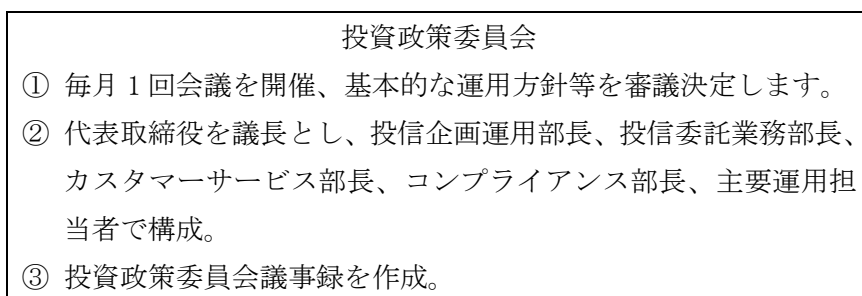 投資政策委員会
① 毎月1回会議を開催、基本的な運用方針等を審議決定します。
② 代表取締役を議長とし、投信企画運用部長、投信委託業務部長、
カスタマーサービス部長、コンプライアンス部長、主要運用担
当者で構成。
③ 投資政策委員会議事録を作成。